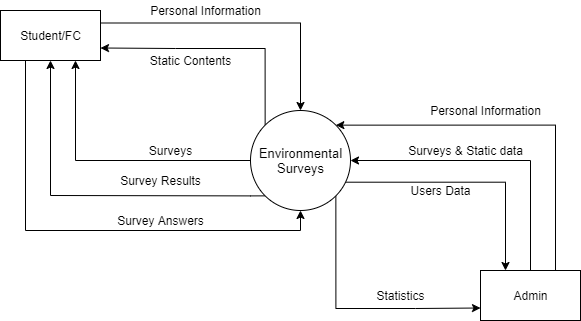 Personal Information
Student/FC
Static Contents
Personal Information
Surveys
Environmental
Surveys
Surveys & Static data
Survey Results
Users Data
Survey Answers
Statistics
Admin